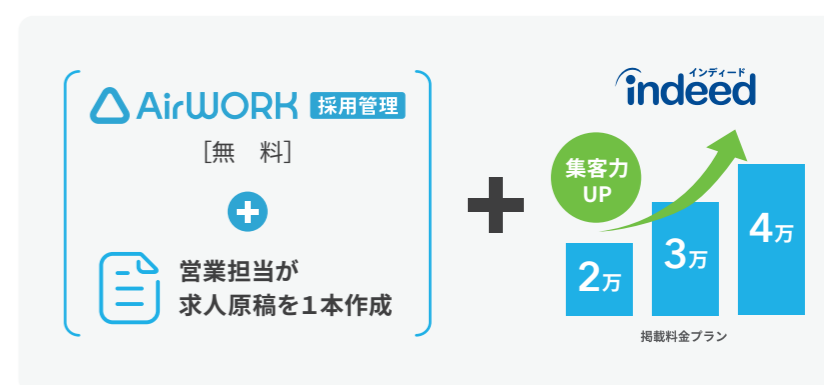 AirWORK 採用管理
［無　料］
営業担当が
求人原稿を１本作成
インディード
indeed
集客力
UP
2万
3万
4万
掲載料金プラン